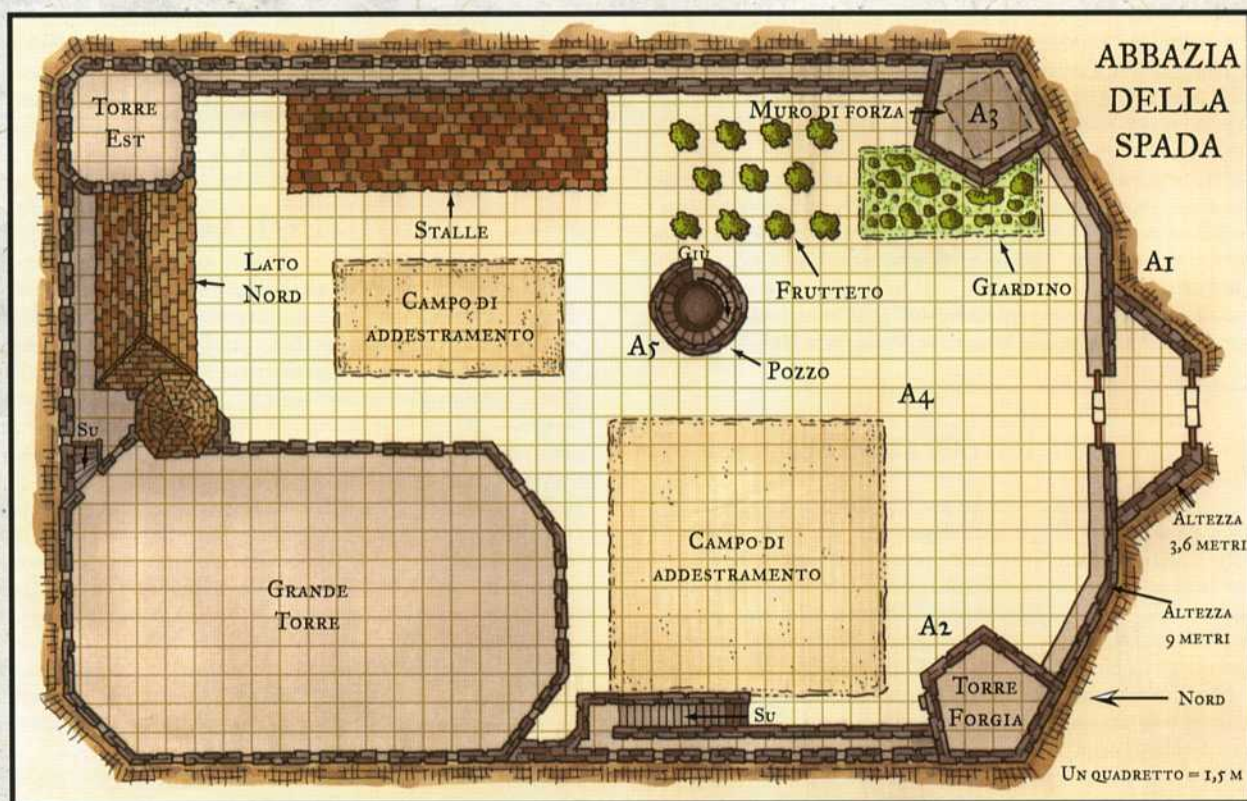 ABBAZIA
DELLA
SPADA
Torre
Est
Muro di forza
A3
Stalle
Lato
Nord
Giù
Frutteto
Giardino
A1
Campo di
addestramento
A5
Pozzo
A4
Su
Altezza
3,6 metri
Campo di
addestramento
Grande
Torre
Altezza
9 metri
A2
Torre
Forgia
Nord
Su
Un quadretto = 1,5 m